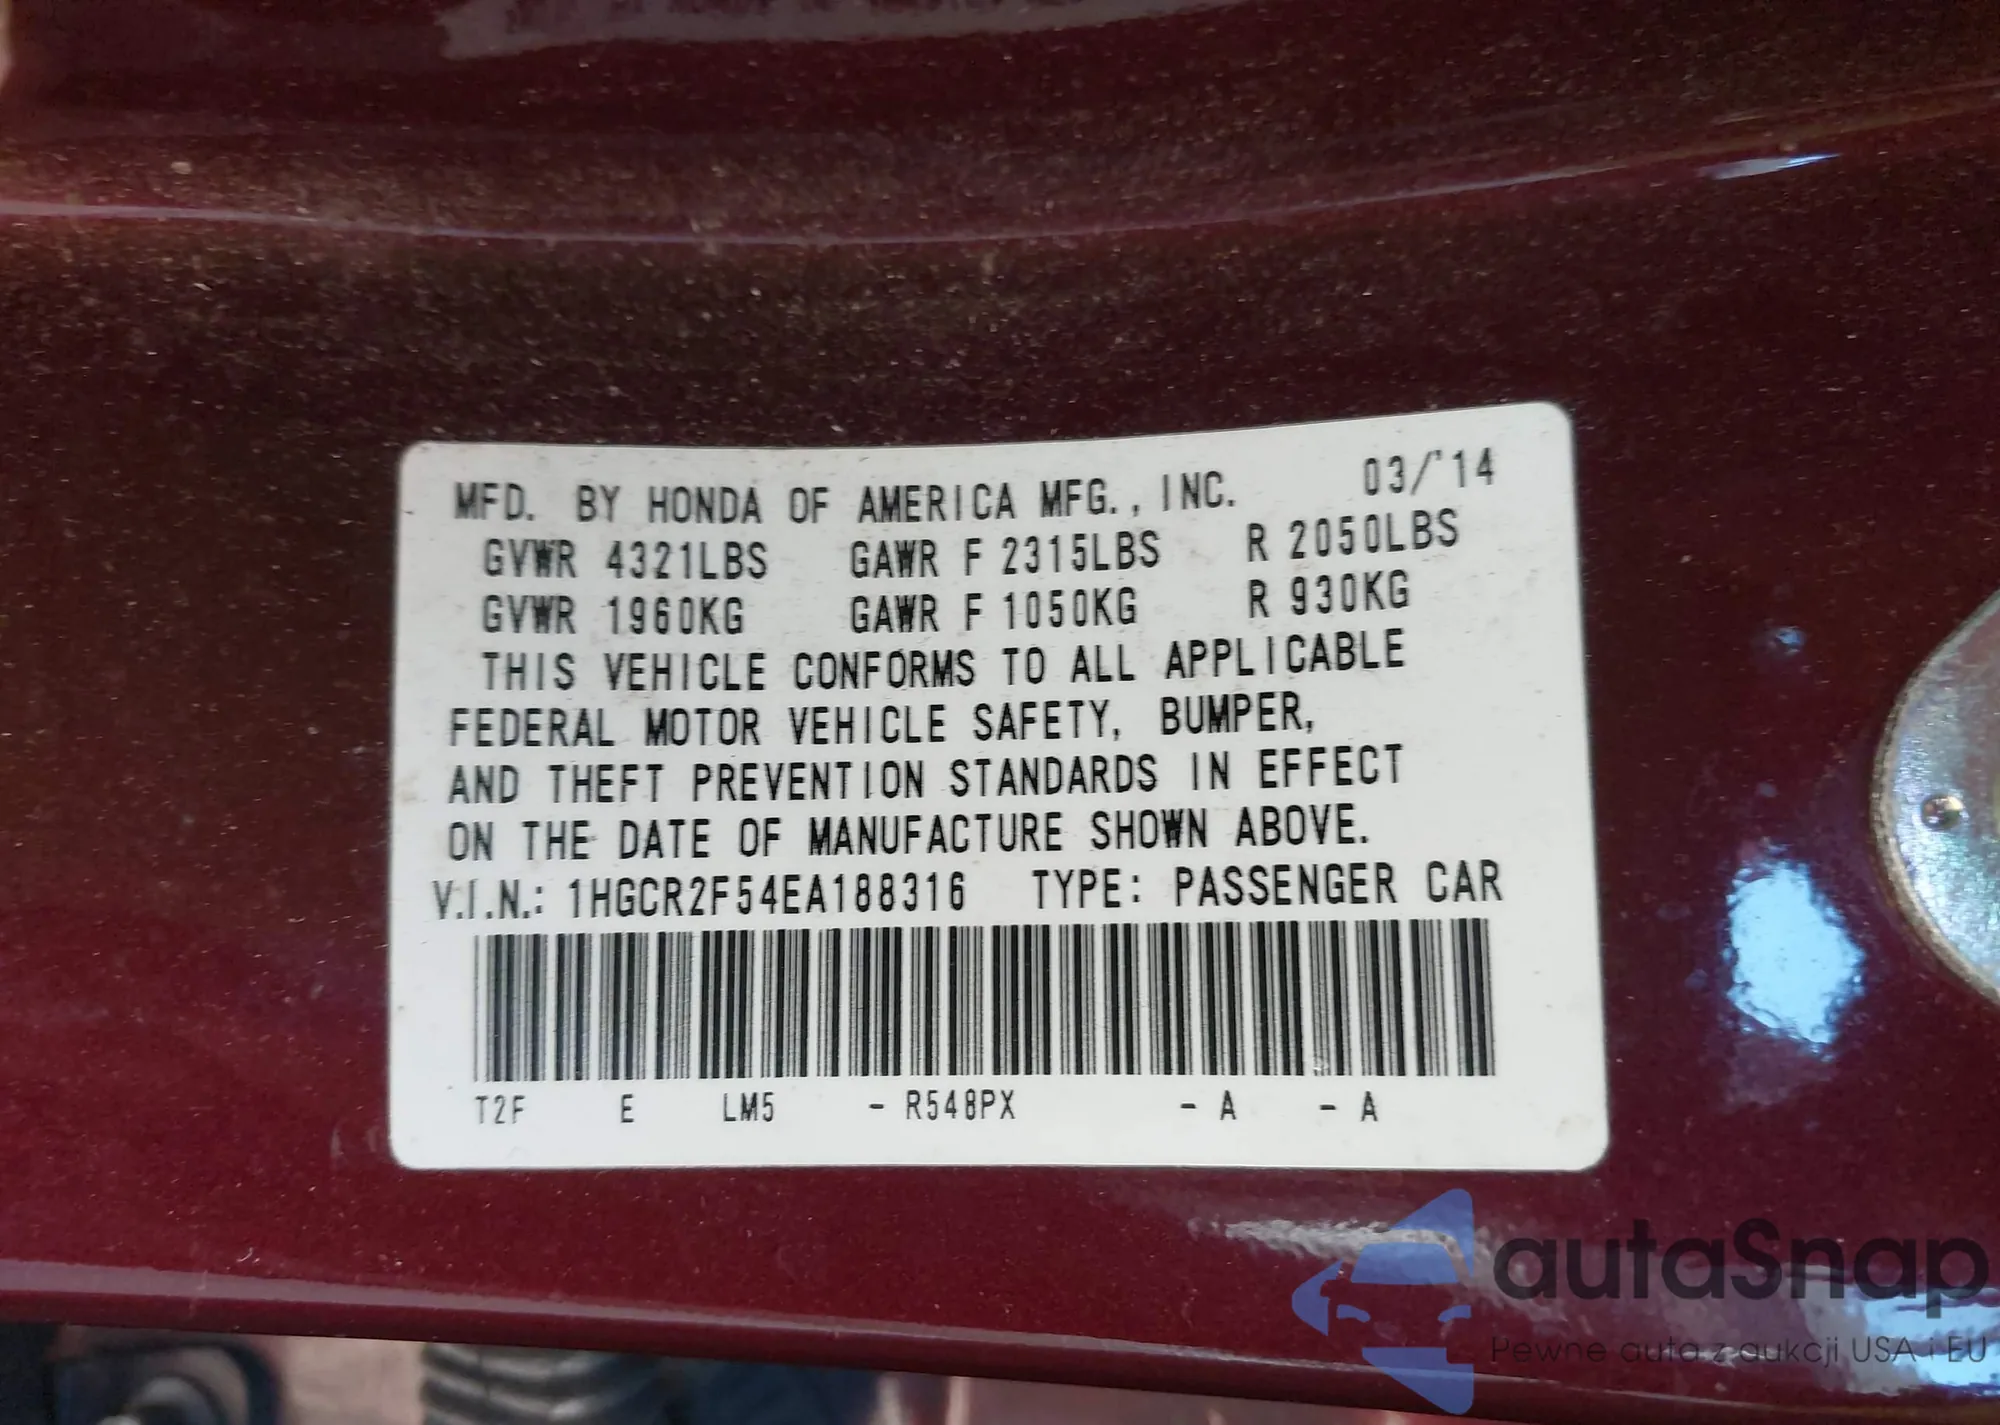 MFD. BY HONDA OF AMERICA MFG., INC. 03/'14
GVWR 4321LBS GAWR F 2315LBS R 2050LBS
GVWR 1960KG GAWR F 1050KG R 930KG
THIS VEHICLE CONFORMS TO ALL APPLICABLE
FEDERAL MOTOR VEHICLE SAFETY, BUMPER,
AND THEFT PREVENTION STANDARDS IN EFFECT
ON THE DATE OF MANUFACTURE SHOWN ABOVE.
V.I.N.: 1HGCR2F54EA188316 TYPE: PASSENGER CAR
T2F E LM5 - R548PX - A - A
autaSnap
Pewne auta z aukcji USA i EU